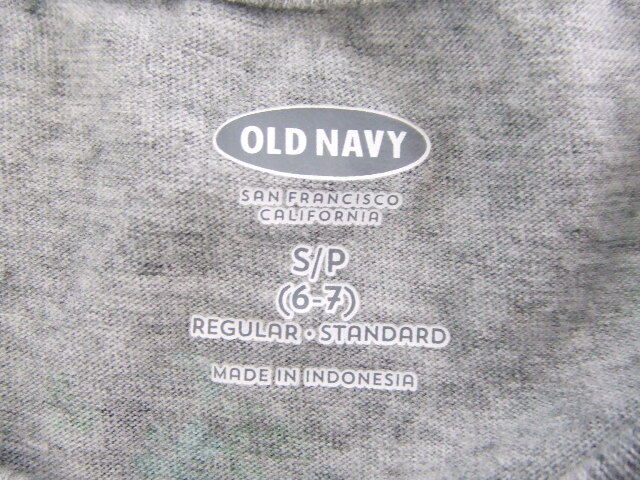 OLD NAVY
SAN FRANCISCO
CALIFORNIA
S/P
(6-7)
REGULAR • STANDARD
MADE IN INDONESIA